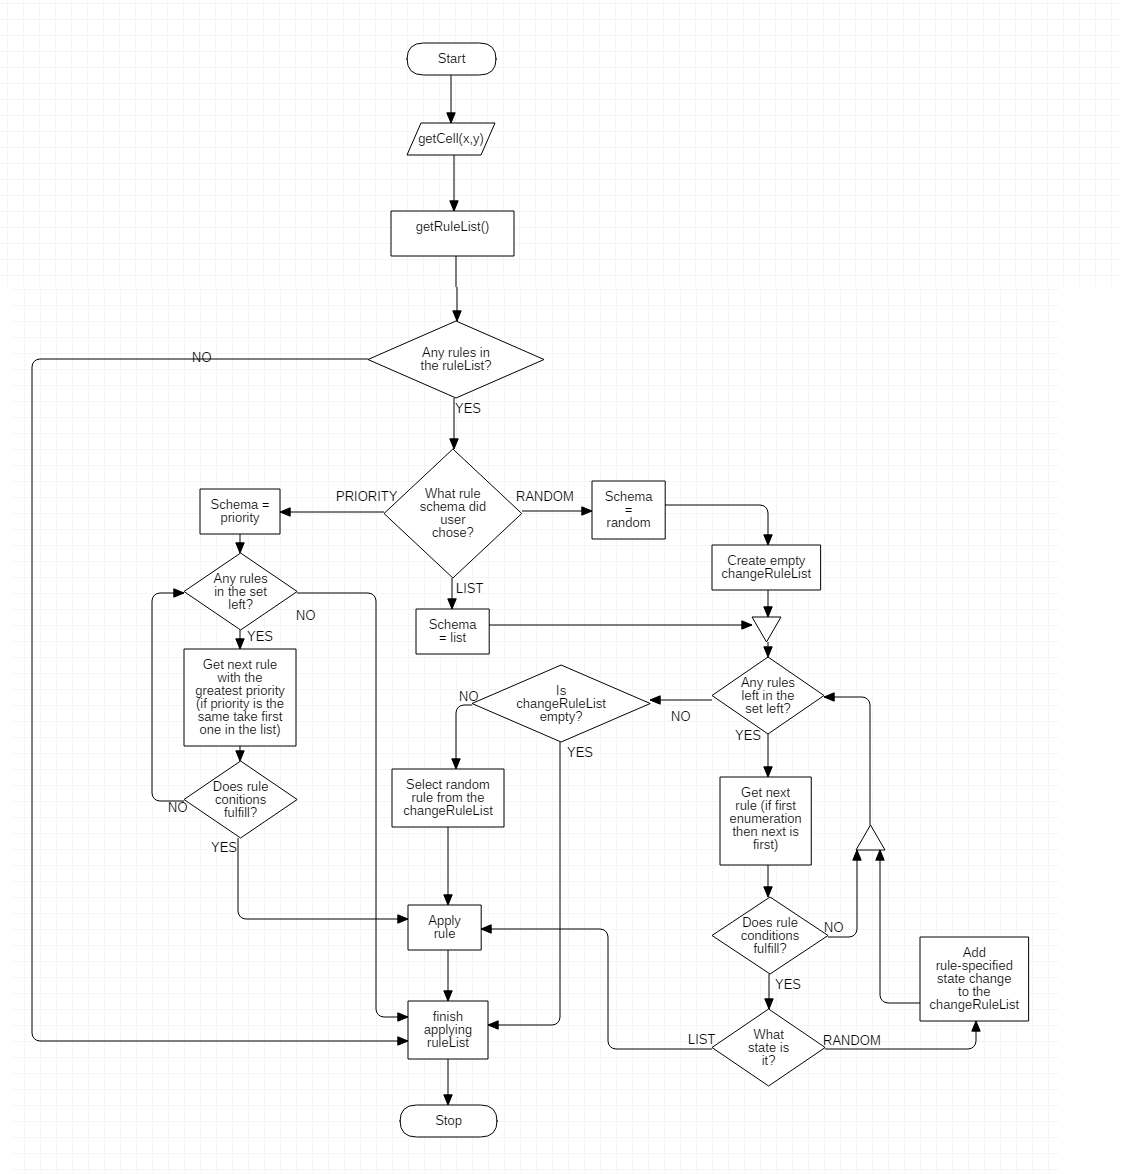 Start
getCell(x,y)
getRuleList()
Any rules in
the ruleList?
NO
YES
What rule
schema did
user
chose?
PRIORITY
RANDOM
LIST
Schema =
priority
Schema
=
random
Create empty
changeRuleList
Schema
= list
Any rules
in the set
left?
NO
YES
Get next rule
with the
greatest priority
(if priority is the
same take first
one in the list)
Does rule
conitions
fulfill?
NO
YES
Any rules
left in the
set left?
NO
YES
Is
changeRuleList
empty?
NO
YES
Select random
rule from the
changeRuleList
Get next
rule (if first
enumeration
then next is
first)
Does rule
conditions
fulfill?
NO
YES
Apply
rule
Add
rule-specified
state change
to the
changeRuleList
What
state is
it?
LIST
RANDOM
finish
applying
ruleList
Stop